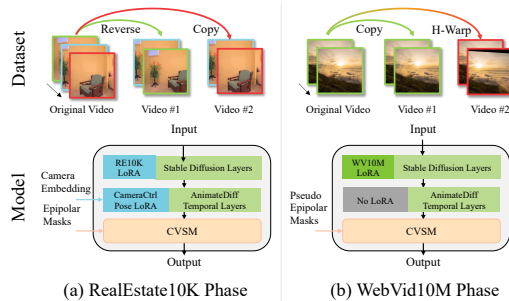 Dataset
Reverse
Copy
Original Video
Video #1
Video #2
Input
Model
RE10K
LoRA
Stable Diffusion Layers
Camera
Embedding
CameraCtrl
Pose LoRA
AnimateDiff
Temporal Layers
Epipolar
Masks
CVSM
Output
(a) RealEstate10K Phase
Copy
H-Warp
Original Video
Video #1
Video #2
Input
WV10M
LoRA
Stable Diffusion Layers
No LoRA
AnimateDiff
Temporal Layers
Pseudo
Epipolar
Masks
CVSM
Output
(b) WebVid10M Phase